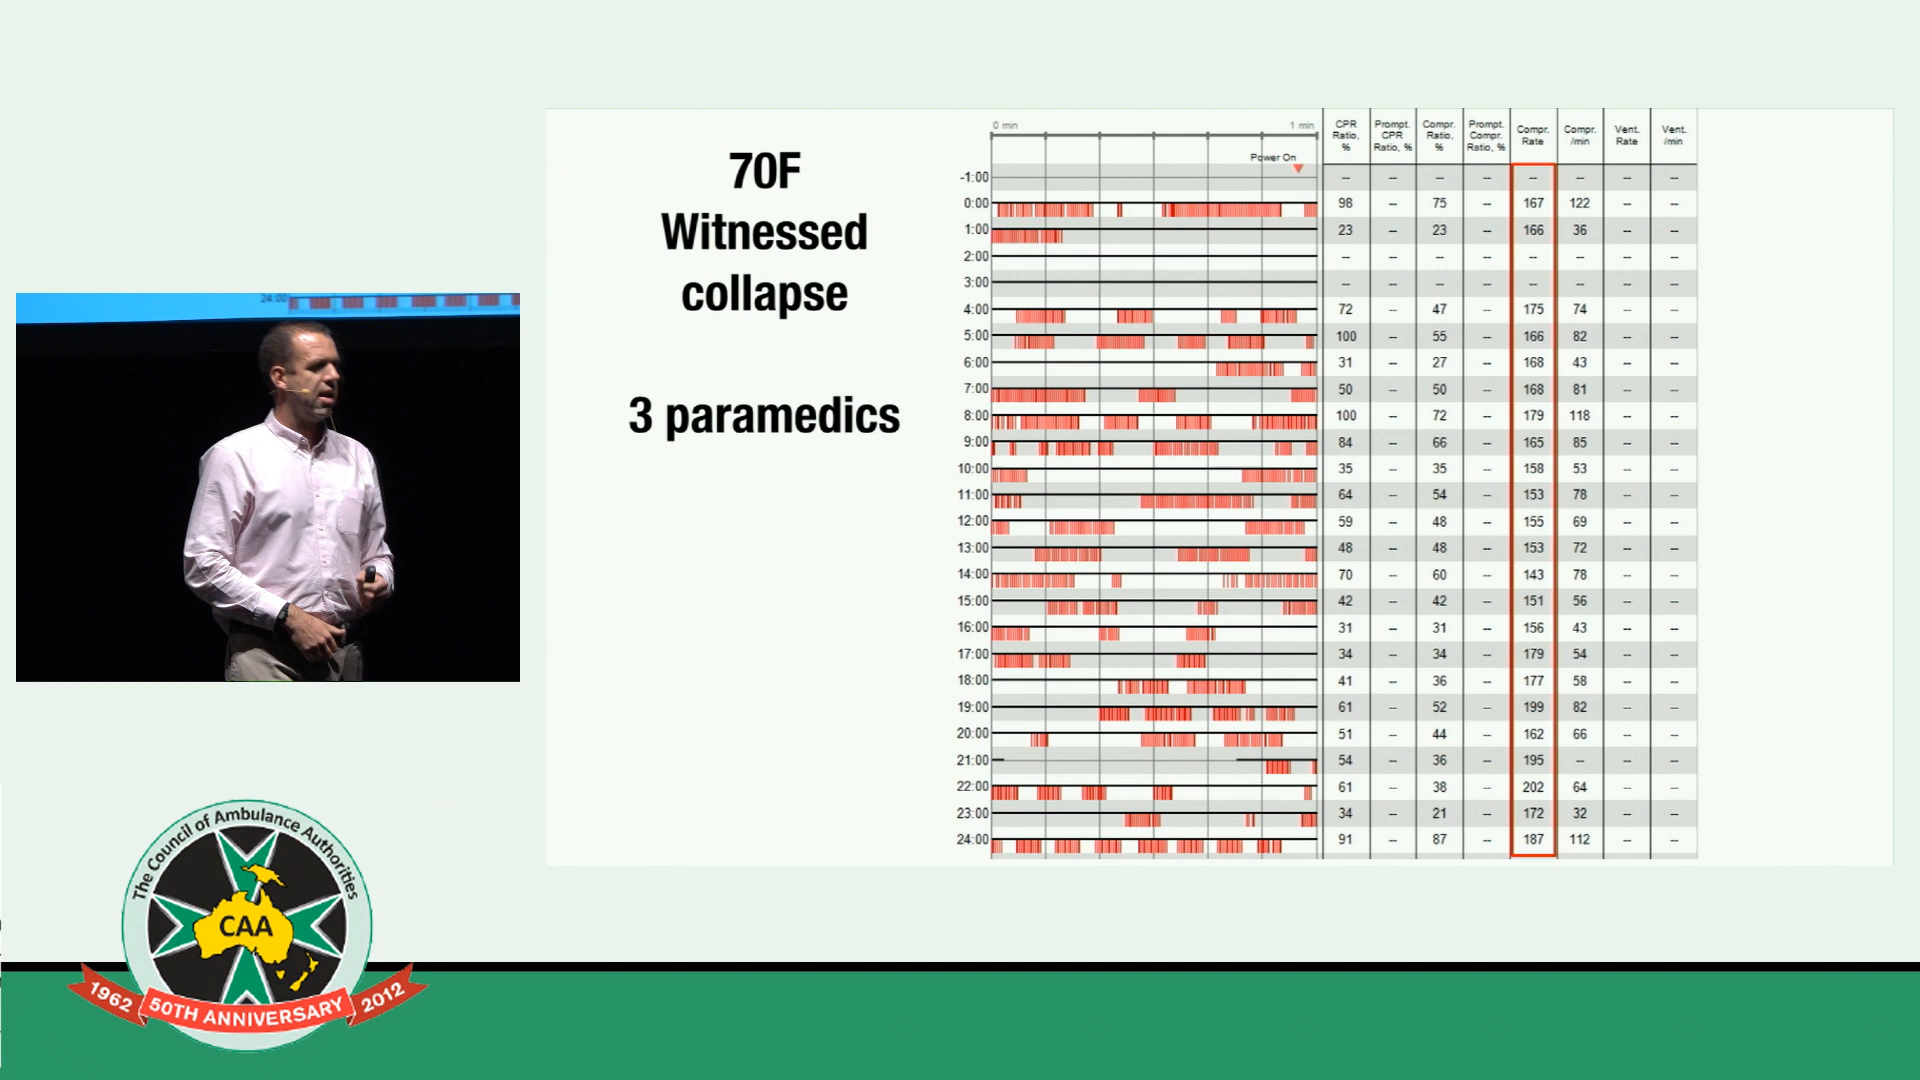 70F
Witnessed
collapse
3 paramedics
0 min 1 min
Power On
CPR Ratio, % Prompt. CPR Ratio, % Compr. Ratio, % Prompt. Compr. Ratio, % Compr. Rate Compr. /min Vent. Rate Vent. /min
-1:00 -- -- -- -- -- -- -- --
0:00 98 -- 75 -- 167 122 -- --
1:00 23 -- 23 -- 166 36 -- --
2:00 -- -- -- -- -- -- -- --
3:00 -- -- -- -- -- -- -- --
4:00 72 -- 47 -- 175 74 -- --
5:00 100 -- 55 -- 166 82 -- --
6:00 31 -- 27 -- 168 43 -- --
7:00 50 -- 50 -- 168 81 -- --
8:00 100 -- 72 -- 179 118 -- --
9:00 84 -- 66 -- 165 85 -- --
10:00 35 -- 35 -- 158 53 -- --
11:00 64 -- 54 -- 153 78 -- --
12:00 59 -- 48 -- 155 69 -- --
13:00 48 -- 48 -- 153 72 -- --
14:00 70 -- 60 -- 143 78 -- --
15:00 42 -- 42 -- 151 56 -- --
16:00 31 -- 31 -- 156 43 -- --
17:00 34 -- 34 -- 179 54 -- --
18:00 41 -- 36 -- 177 58 -- --
19:00 61 -- 52 -- 199 82 -- --
20:00 51 -- 44 -- 162 66 -- --
21:00 54 -- 36 -- 195 -- -- --
22:00 61 -- 38 -- 202 64 -- --
23:00 34 -- 21 -- 172 32 -- --
24:00 91 -- 87 -- 187 112 -- --
24:00
The Council of Ambulance Authorities
CAA
1962 50TH ANNIVERSARY 2012